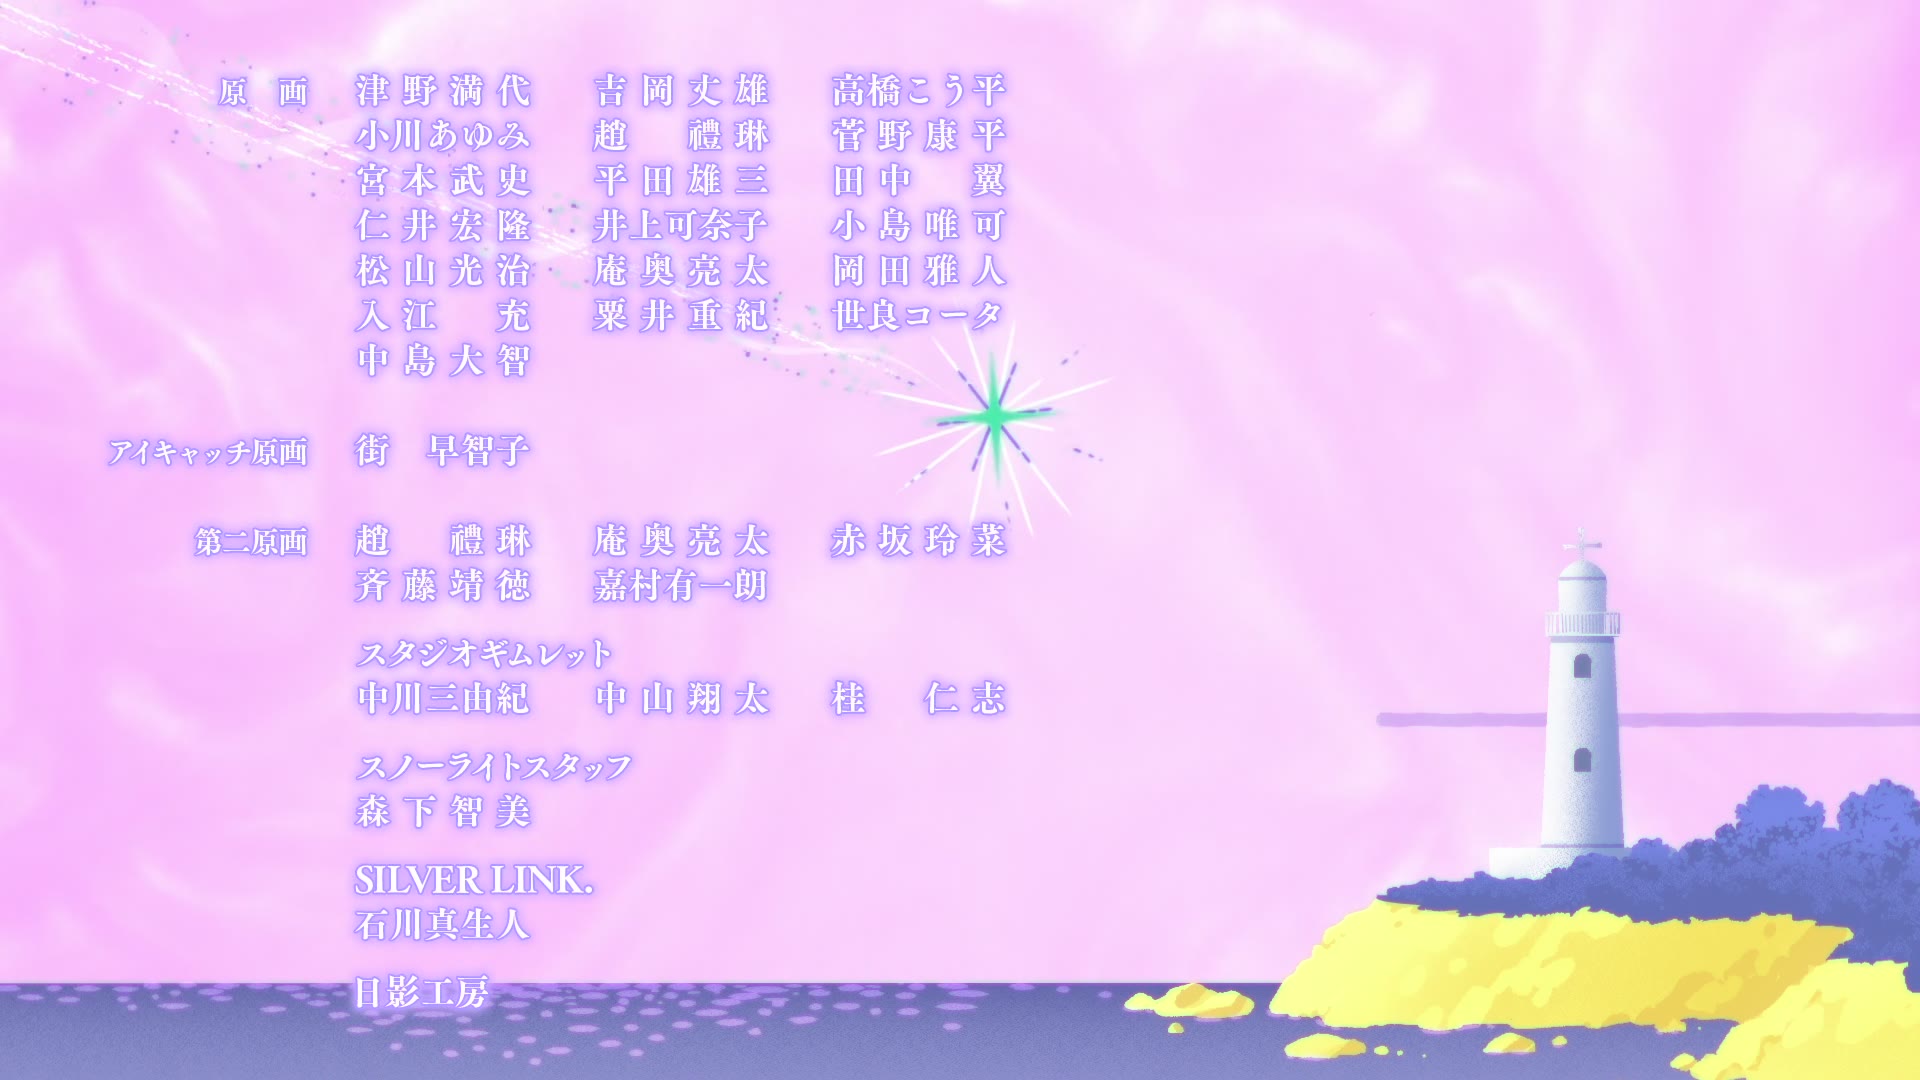 原　画　津野満代　吉岡丈雄　高橋こう平
小川あゆみ　趙　禮琳　菅野康平
宮本武史　平田雄三　田中　翼
仁井宏隆　井上可奈子　小島唯可
松山光治　庵奥亮太　岡田雅人
入江　充　粟井重紀　世良コータ
中島大智
アイキャッチ原画　街　早智子
第二原画　趙　禮琳　庵奥亮太　赤坂玲菜
斉藤靖徳　嘉村有一朗
スタジオギムレット
中川三由紀　中山翔太　桂　仁志
スノーライトスタッフ
森下智美
SILVER LINK.
石川真生人
日影工房